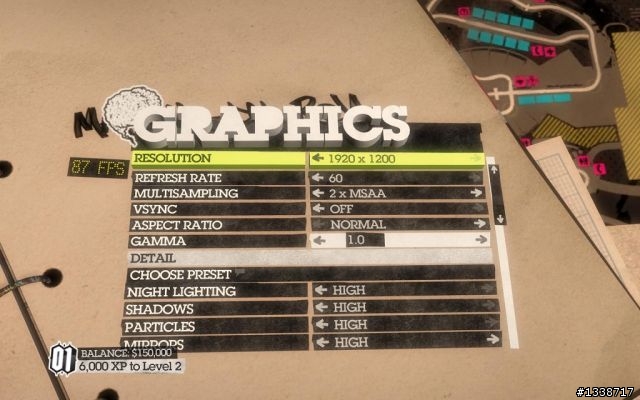 GRAPHICS
RESOLUTION 1920 x 1200
87 FPS
REFRESH RATE 60
MULTISAMPLING 2 x MSAA
VSYNC OFF
ASPECT RATIO NORMAL
GAMMA 1.0
DETAIL
CHOOSE PRESET
NIGHT LIGHTING HIGH
SHADOWS HIGH
PARTICLES HIGH
MIRRORS HIGH
01 BALANCE: $150,000
6,000 XP to Level 2
#1338717